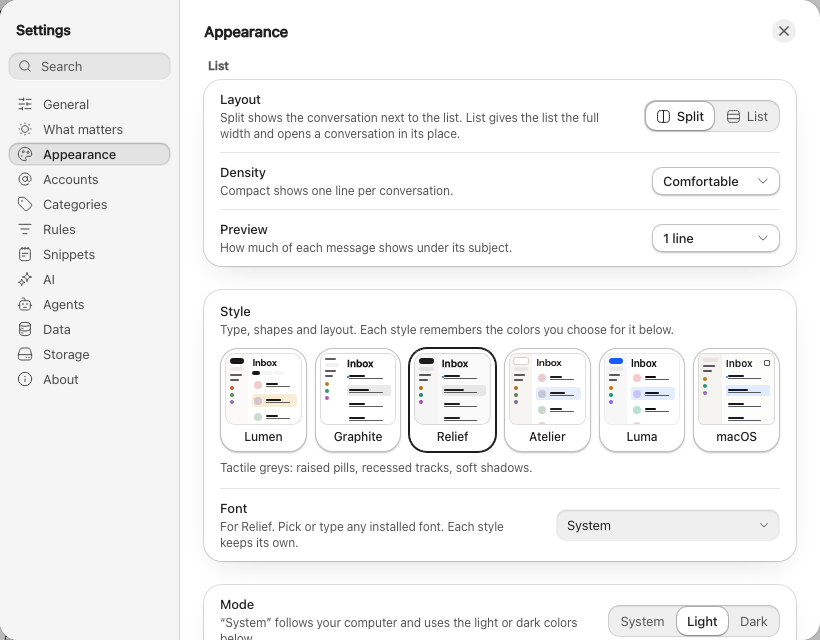 Settings
Search
General
What matters
Appearance
Accounts
Categories
Rules
Snippets
AI
Agents
Data
Storage
About
Appearance
List
Layout
Split shows the conversation next to the list. List gives the list the full
width and opens a conversation in its place.
Split
List
Density
Compact shows one line per conversation.
Comfortable
Preview
How much of each message shows under its subject.
1 line
Style
Type, shapes and layout. Each style remembers the colors you choose for it below.
Inbox
Inbox
Inbox
Inbox
Inbox
Inbox
Lumen
Graphite
Relief
Atelier
Luma
macOS
Tactile greys: raised pills, recessed tracks, soft shadows.
Font
For Relief. Pick or type any installed font. Each style
keeps its own.
System
Mode
“System” follows your computer and uses the light or dark colors
below.
System
Light
Dark